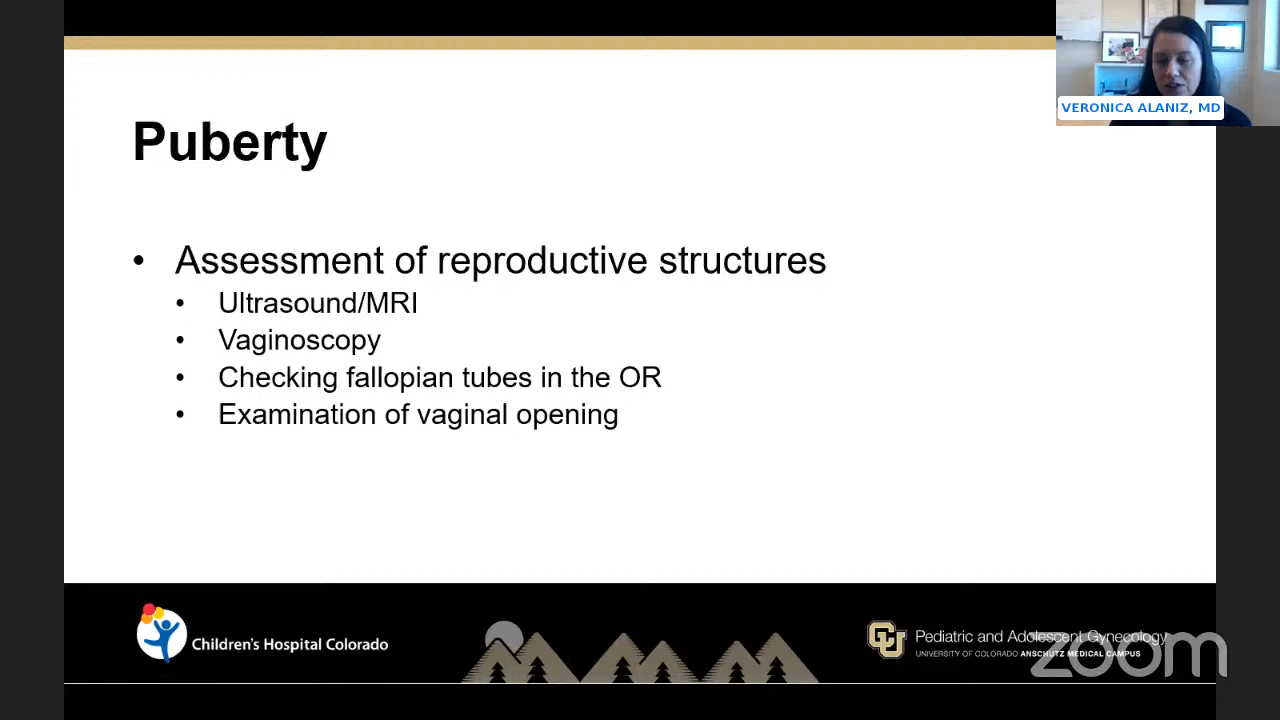 VERONICA ALANIZ, MD
Puberty
• Assessment of reproductive structures
• Ultrasound/MRI
• Vaginoscopy
• Checking fallopian tubes in the OR
• Examination of vaginal opening
Children's Hospital Colorado
CU
Pediatric and Adolescent Gynecology
UNIVERSITY OF COLORADO ANSCHUTZ MEDICAL CAMPUS
zoom